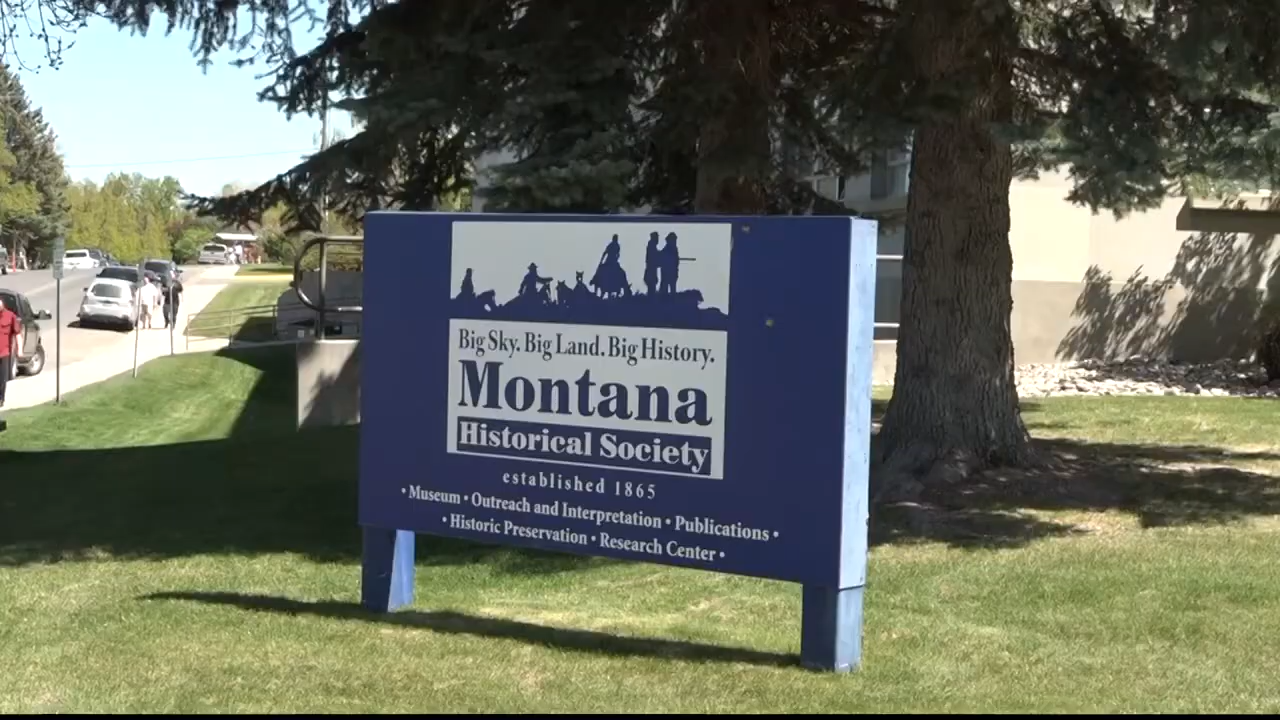 Big Sky. Big Land. Big History.
Montana
Historical Society
established 1865
• Museum • Outreach and Interpretation • Publications •
• Historic Preservation • Research Center •